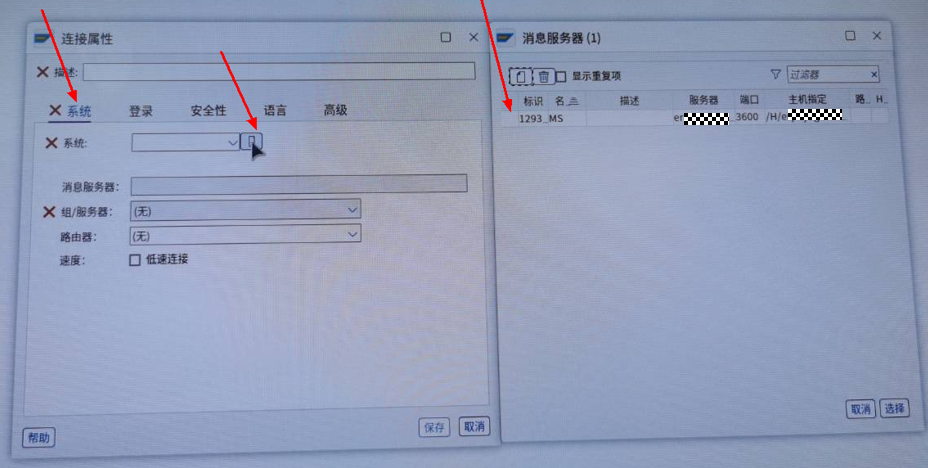 连接属性
描述:
系统 登录 安全性 语言 高级
系统:
消息服务器:
组/服务器: (无)
路由器: (无)
速度: 低速连接
帮助 保存 取消
消息服务器 (1)
显示重复项 过滤器
标识 名 描述 服务器 端口 主机指定 路.. H..
1293_MS 3600 /H/e
取消 选择